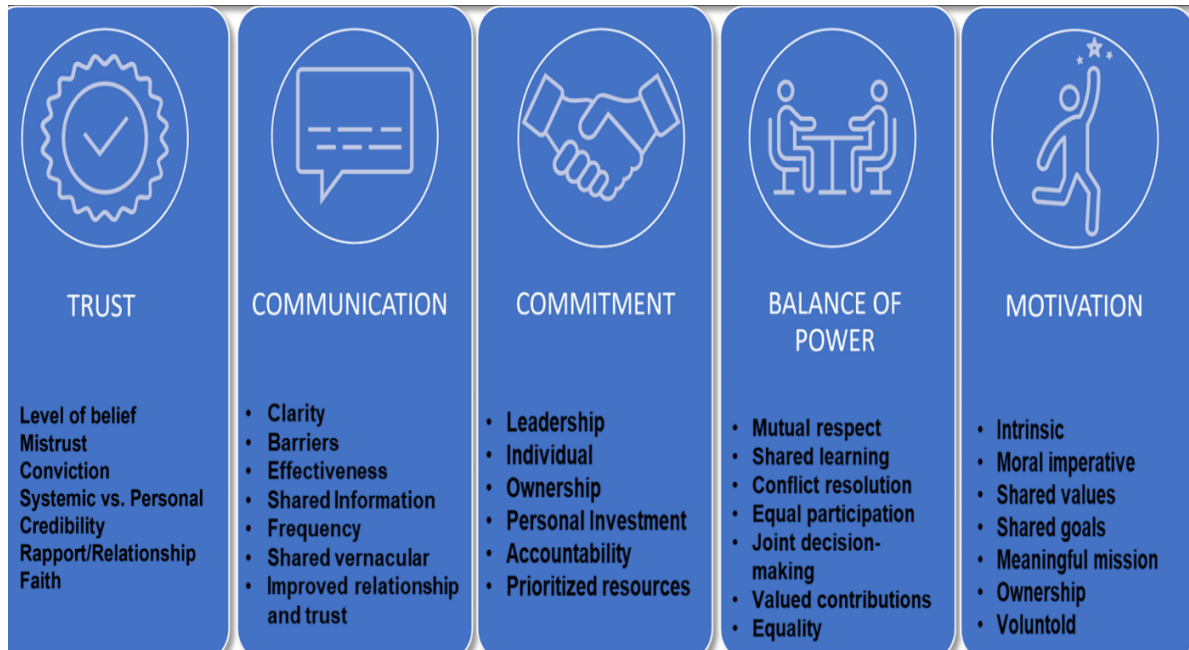 TRUST
Level of belief
Mistrust
Conviction
Systemic vs. Personal
Credibility
Rapport/Relationship
Faith
COMMUNICATION
• Clarity
• Barriers
• Effectiveness
• Shared Information
• Frequency
• Shared vernacular
• Improved relationship
and trust
COMMITMENT
• Leadership
• Individual
• Ownership
• Personal Investment
• Accountability
• Prioritized resources
BALANCE OF
POWER
• Mutual respect
• Shared learning
• Conflict resolution
• Equal participation
• Joint decision-
making
• Valued contributions
• Equality
MOTIVATION
• Intrinsic
• Moral imperative
• Shared values
• Shared goals
• Meaningful mission
• Ownership
• Voluntold